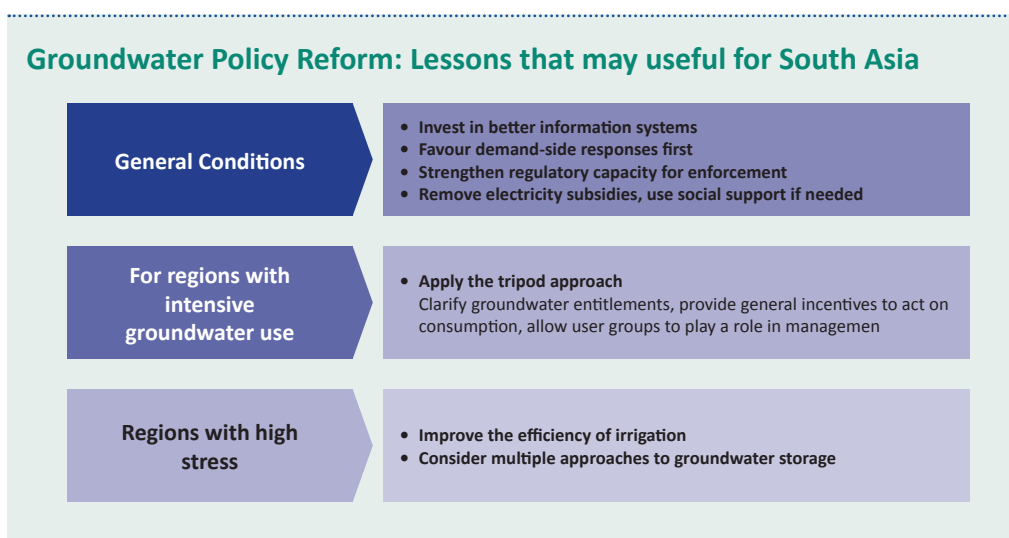 Groundwater Policy Reform: Lessons that may useful for South Asia
General Conditions
• Invest in better information systems
• Favour demand-side responses first
• Strengthen regulatory capacity for enforcement
• Remove electricity subsidies, use social support if needed
For regions with
intensive
groundwater use
• Apply the tripod approach
Clarify groundwater entitlements, provide general incentives to act on
consumption, allow user groups to play a role in managemen
Regions with high
stress
• Improve the efficiency of irrigation
• Consider multiple approaches to groundwater storage